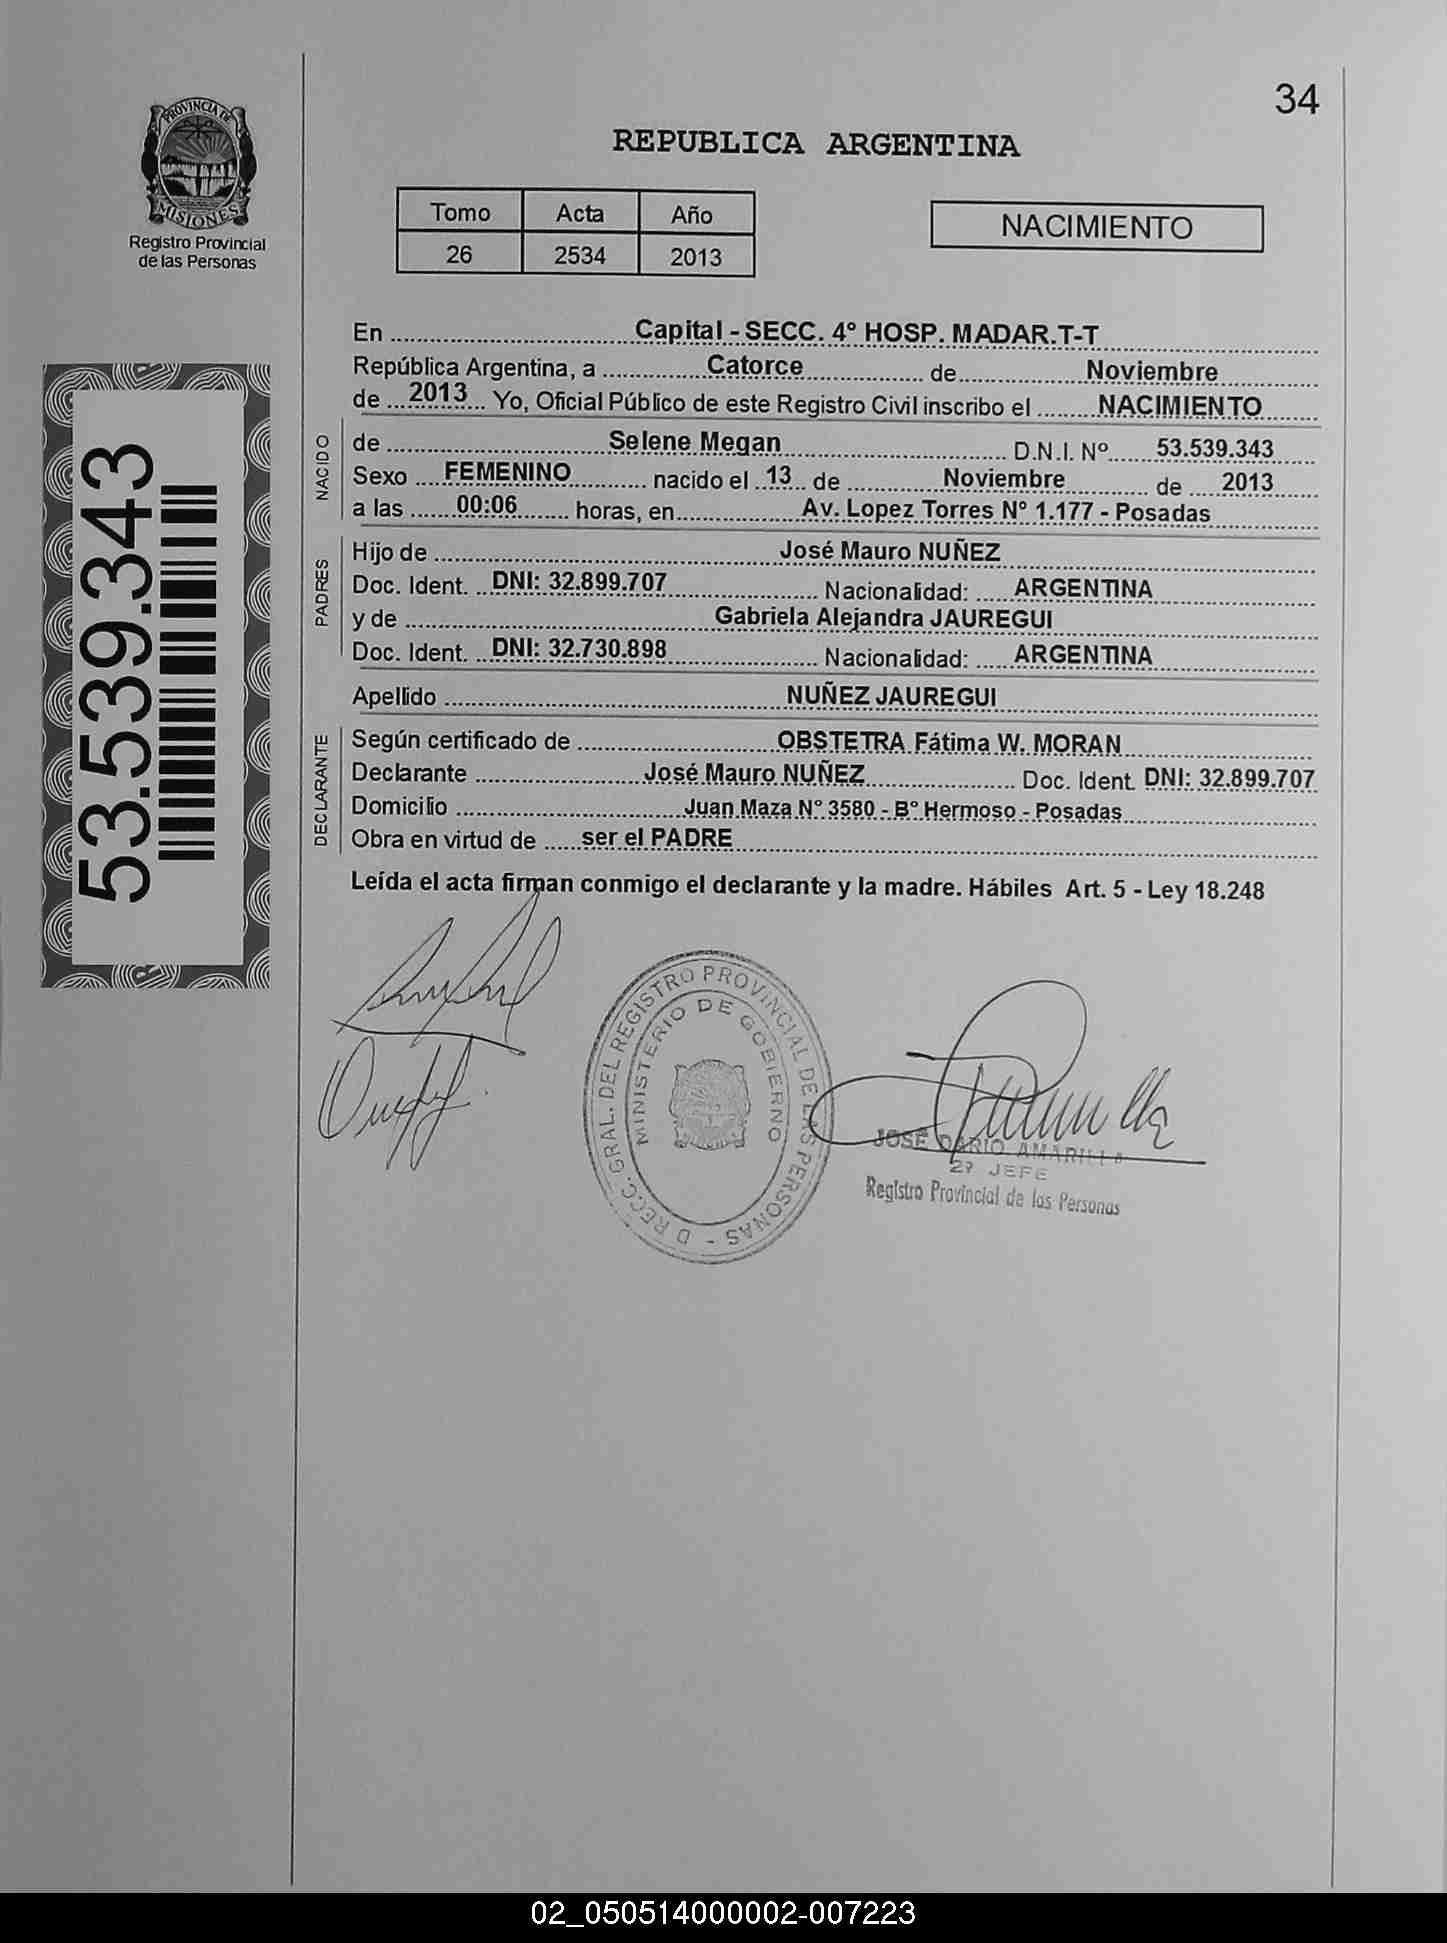 34
PROVINCIA DE
MISIONES
Registro Provincial
de las Personas
REPUBLICA ARGENTINA
Tomo Acta Año
26 2534 2013
NACIMIENTO
En Capital - SECC. 4° HOSP. MADAR.T-T
República Argentina, a Catorce de Noviembre
de 2013 Yo, Oficial Público de este Registro Civil inscribo el NACIMIENTO
NACIDO
de Selene Megan D.N.I. Nº 53.539.343
Sexo FEMENINO nacido el 13 de Noviembre de 2013
a las 00:06 horas, en Av. Lopez Torres N° 1.177 - Posadas
PADRES
Hijo de José Mauro NUÑEZ
Doc. Ident. DNI: 32.899.707 Nacionalidad: ARGENTINA
y de Gabriela Alejandra JAUREGUI
Doc. Ident. DNI: 32.730.898 Nacionalidad: ARGENTINA
Apellido NUÑEZ JAUREGUI
DECLARANTE
Según certificado de OBSTETRA Fátima W. MORAN
Declarante José Mauro NUÑEZ Doc. Ident. DNI: 32.899.707
Domicilio Juan Maza N° 3580 - B° Hermoso - Posadas
Obra en virtud de ser el PADRE
Leída el acta firman conmigo el declarante y la madre. Hábiles Art. 5 - Ley 18.248
53.539.343
D RECC. GRAL. DEL REGISTRO PROVINCIAL DE LAS PERSONAS -
MINISTERIO DE GOBIERNO
JOSE DARIO AMARILLA
2º JEFE
Registro Provincial de las Personas
02_050514000002-007223